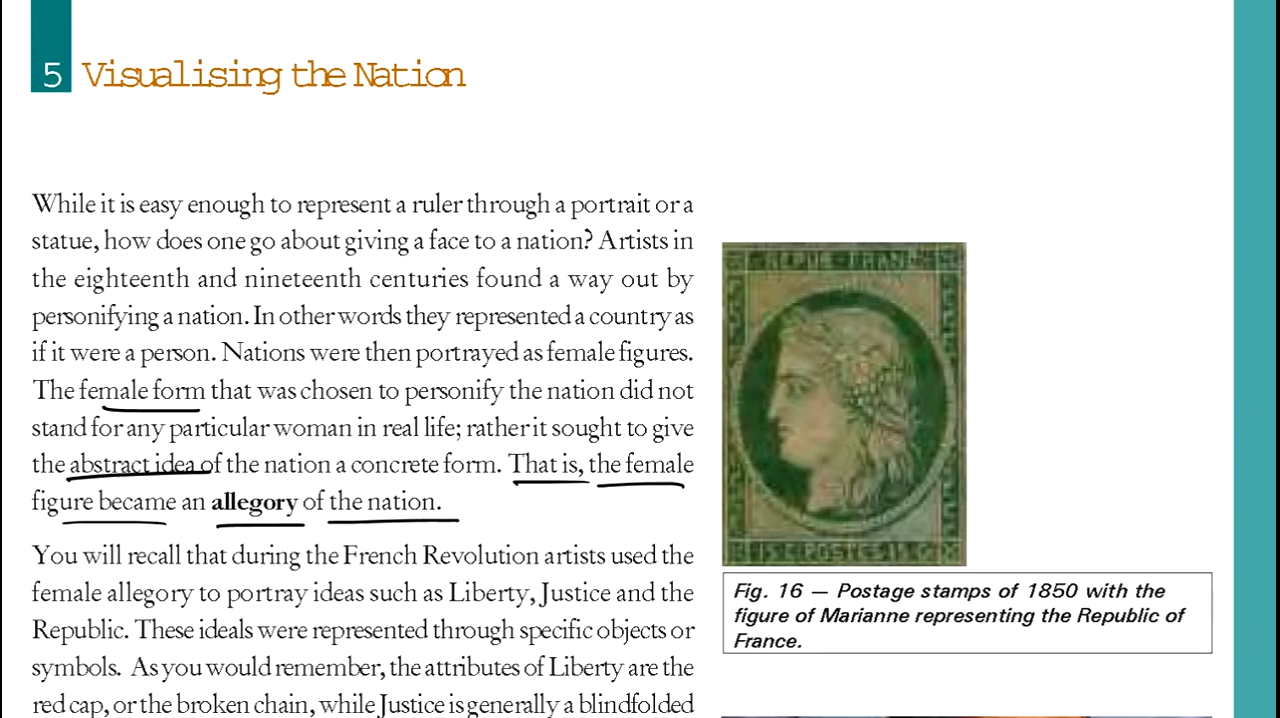 5 Visualising the Nation
While it is easy enough to represent a ruler through a portrait or a
statue, how does one go about giving a face to a nation? Artists in
the eighteenth and nineteenth centuries found a way out by
personifying a nation. In other words they represented a country as
if it were a person. Nations were then portrayed as female figures.
The female form that was chosen to personify the nation did not
stand for any particular woman in real life; rather it sought to give
the abstract idea of the nation a concrete form. That is, the female
figure became an allegory of the nation.
You will recall that during the French Revolution artists used the
female allegory to portray ideas such as Liberty, Justice and the
Republic. These ideals were represented through specific objects or
symbols. As you would remember, the attributes of Liberty are the
red cap, or the broken chain, while Justice is generally a blindfolded
POSTES
Fig. 16 — Postage stamps of 1850 with the
figure of Marianne representing the Republic of
France.